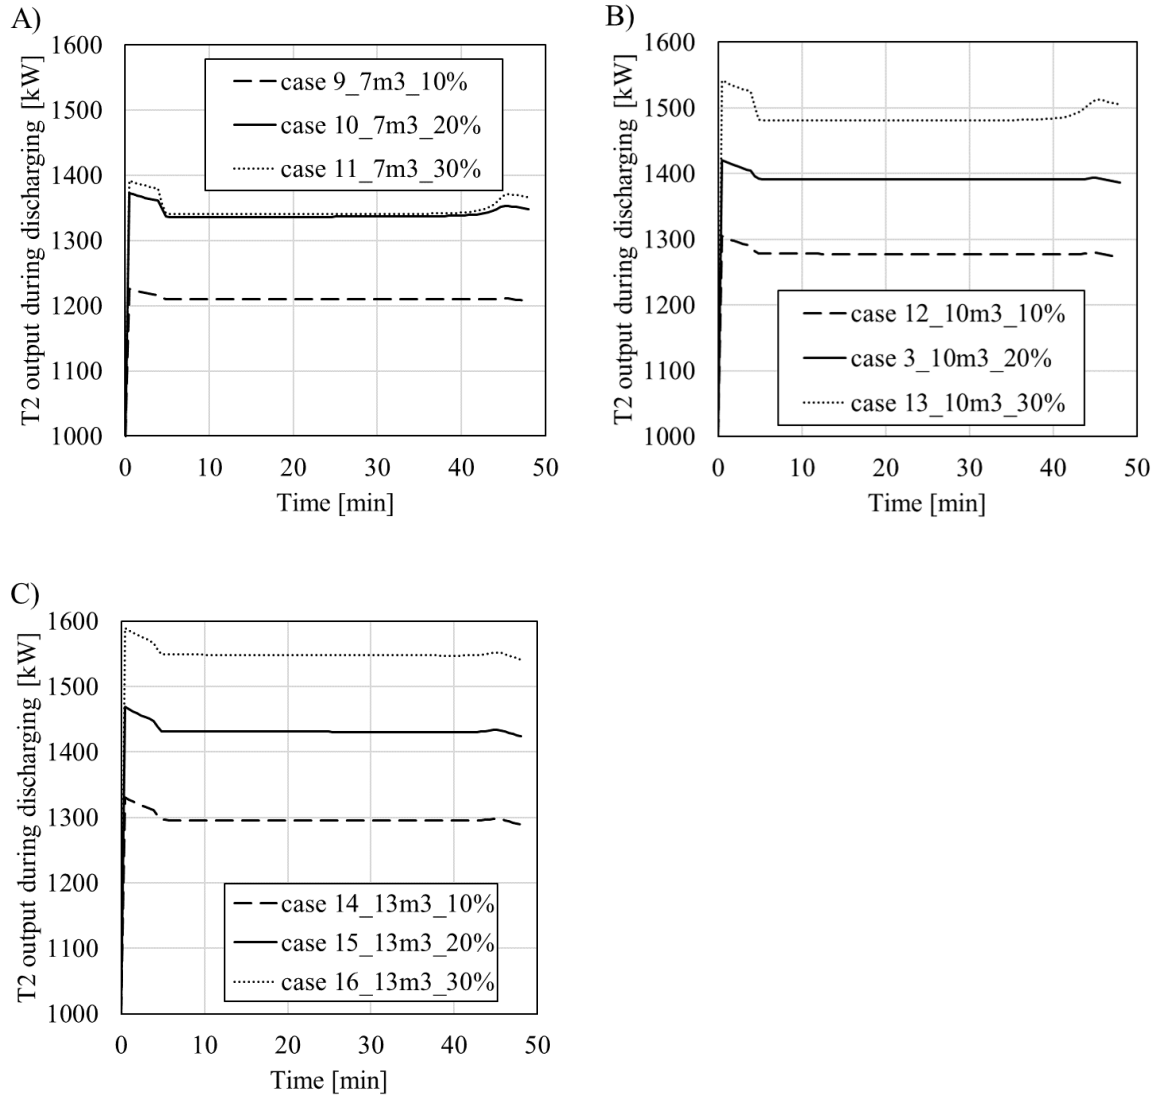 A)
T2 output during discharging [kW]
1600
1500
1400
1300
1200
1100
1000
case 9_7m3_10%
case 10_7m3_20%
case 11_7m3_30%
0 10 20 30 40 50
Time [min]
B)
T2 output during discharging [kW]
1600
1500
1400
1300
1200
1100
1000
case 12_10m3_10%
case 3_10m3_20%
case 13_10m3_30%
0 10 20 30 40 50
Time [min]
C)
T2 output during discharging [kW]
1600
1500
1400
1300
1200
1100
1000
case 14_13m3_10%
case 15_13m3_20%
case 16_13m3_30%
0 10 20 30 40 50
Time [min]